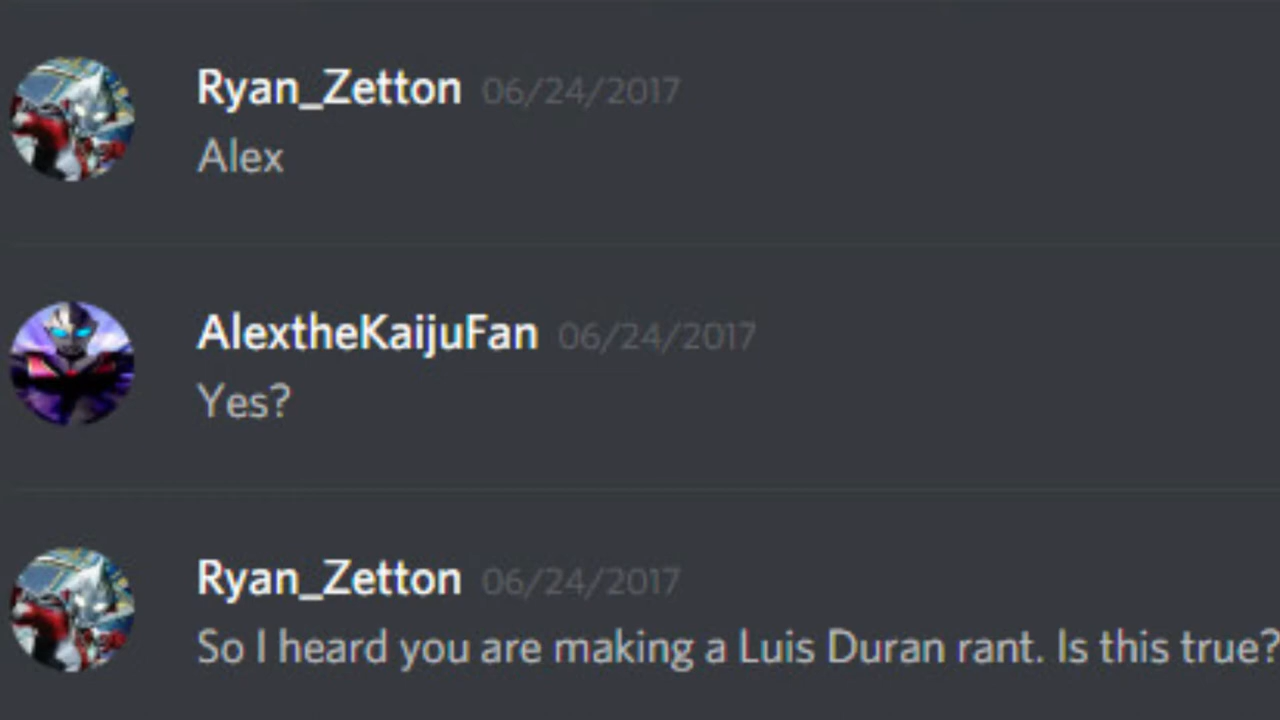 Ryan_Zetton 06/24/2017
Alex
AlextheKaijuFan 06/24/2017
Yes?
Ryan_Zetton 06/24/2017
So I heard you are making a Luis Duran rant. Is this true?